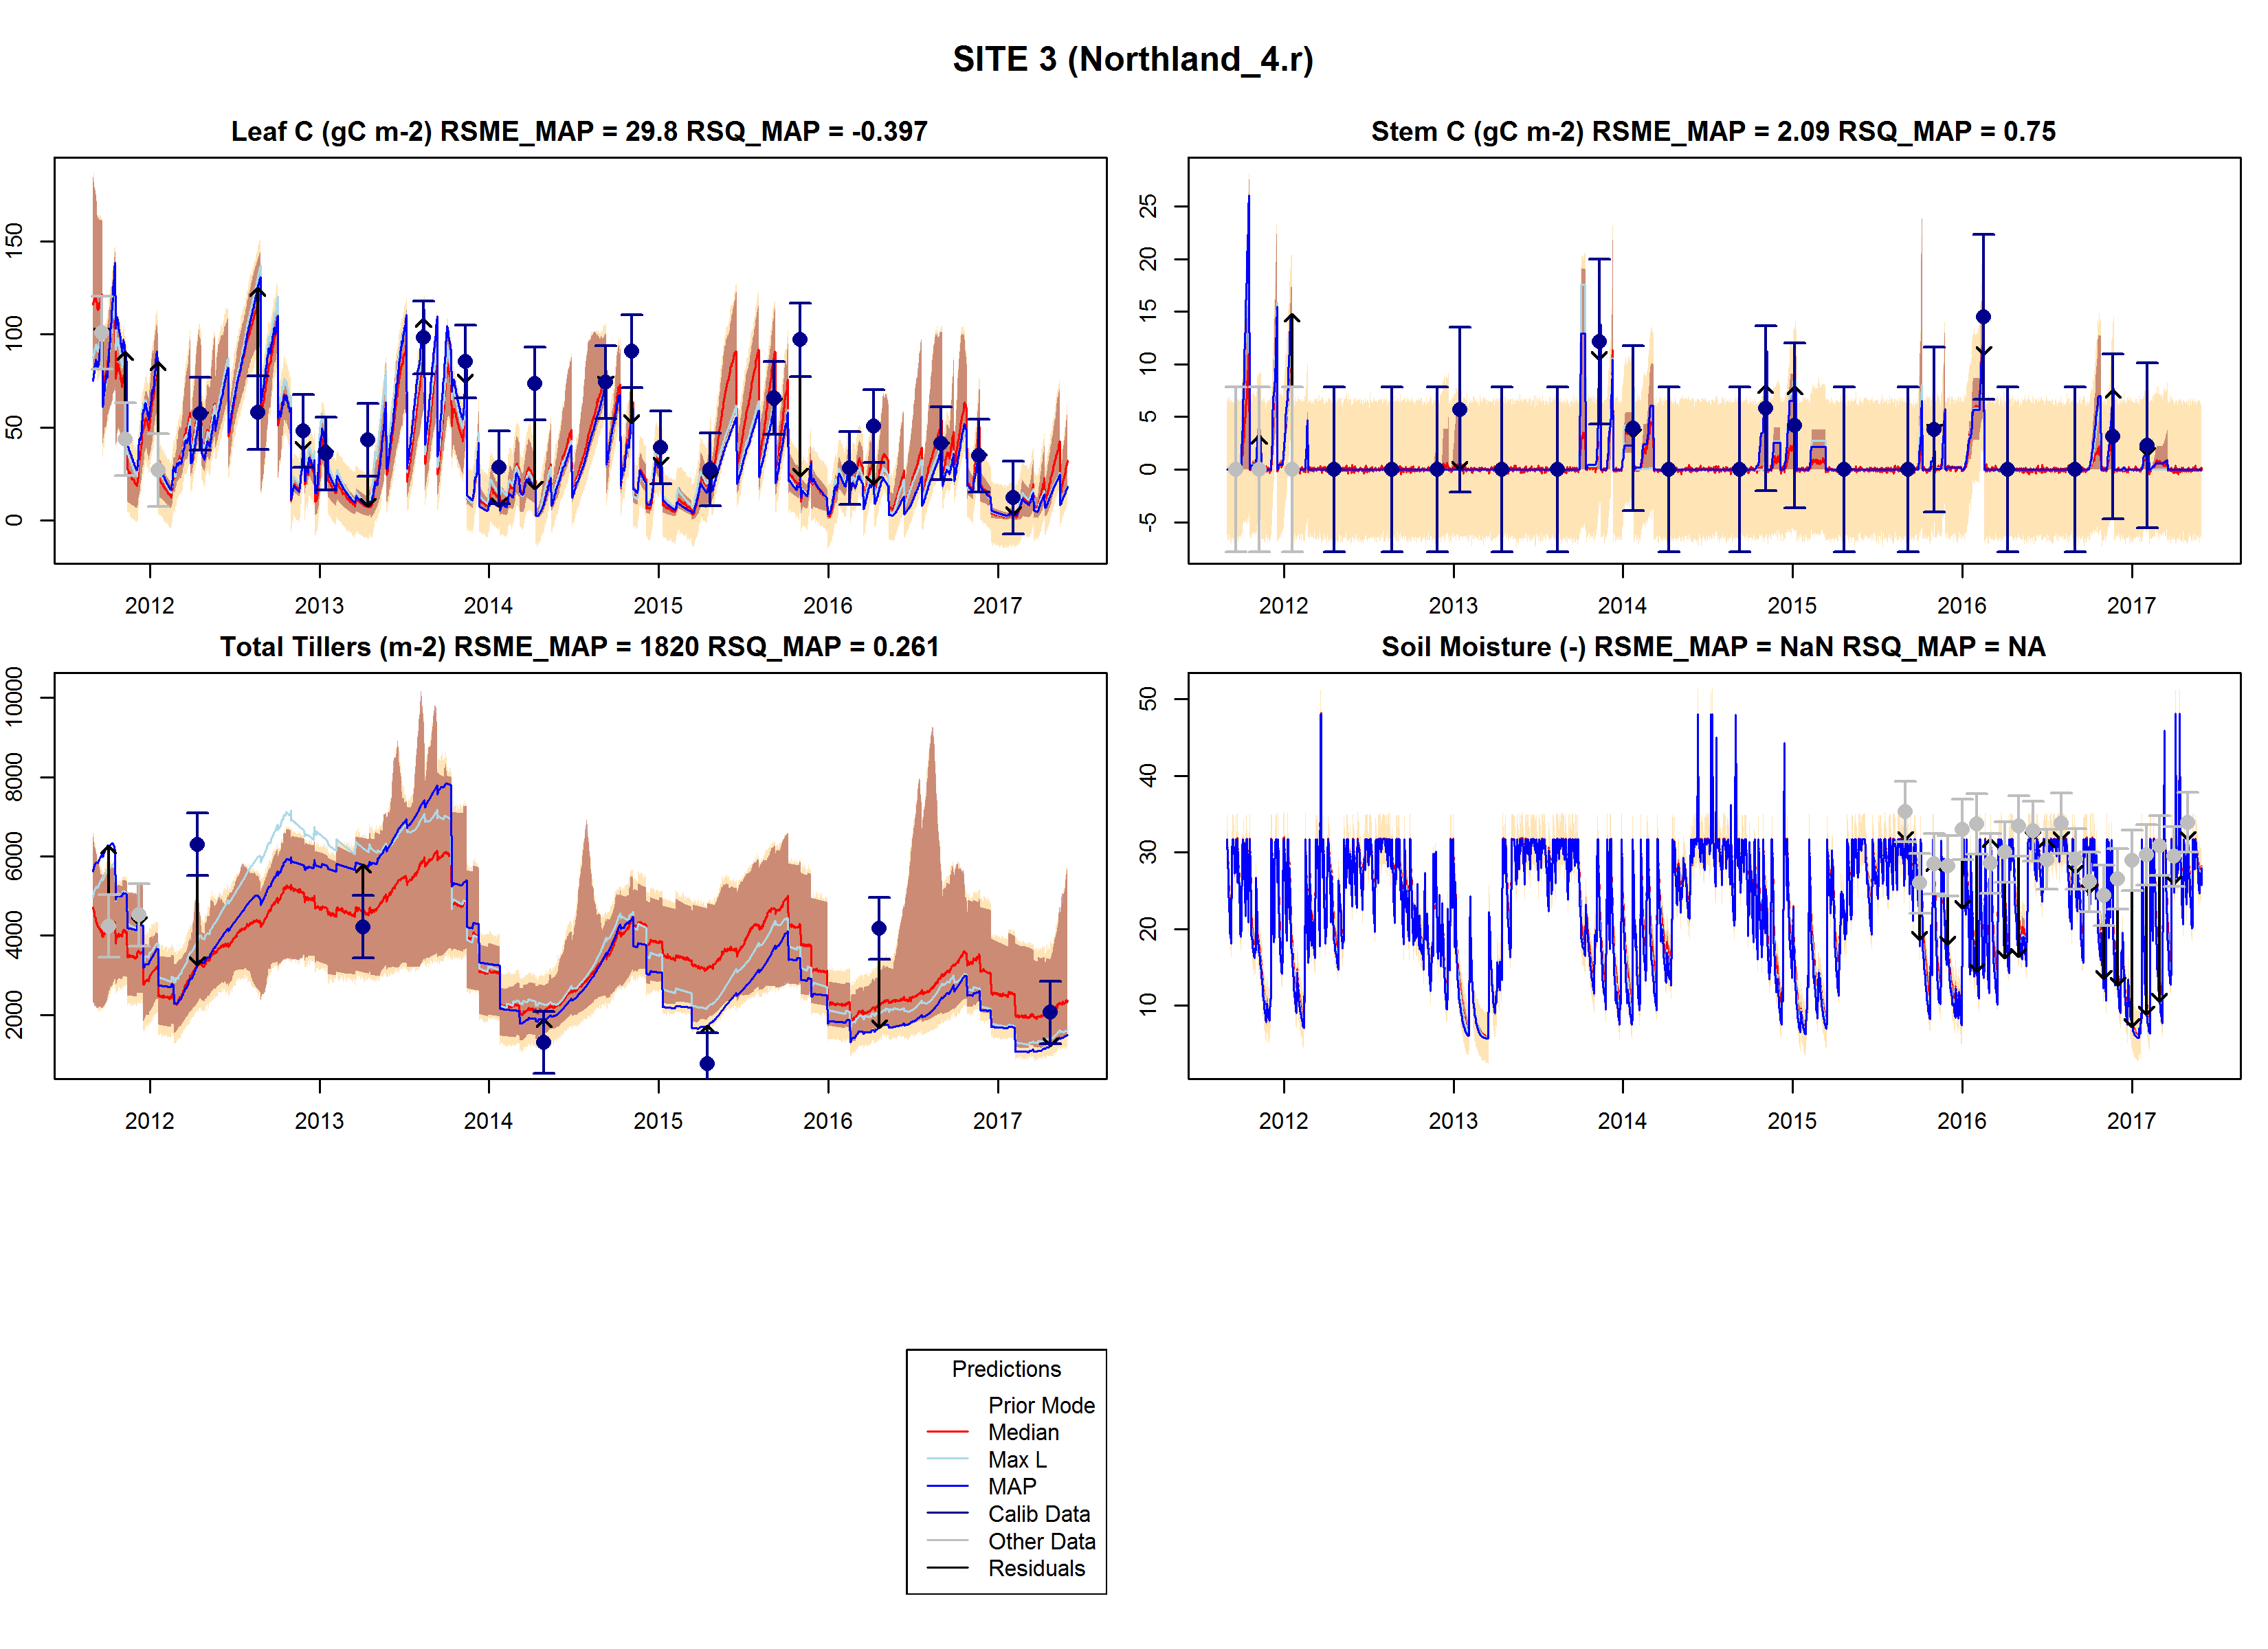 SITE 3 (Northland_4.r)
Leaf C (gC m-2) RSME_MAP = 29.8 RSQ_MAP = -0.397
150
100
50
0
2012 2013 2014 2015 2016 2017
Stem C (gC m-2) RSME_MAP = 2.09 RSQ_MAP = 0.75
25
20
15
10
5
0
-5
2012 2013 2014 2015 2016 2017
Total Tillers (m-2) RSME_MAP = 1820 RSQ_MAP = 0.261
10000
8000
6000
4000
2000
2012 2013 2014 2015 2016 2017
Soil Moisture (-) RSME_MAP = NaN RSQ_MAP = NA
50
40
30
20
10
2012 2013 2014 2015 2016 2017
Predictions
Prior Mode
Median
Max L
MAP
Calib Data
Other Data
Residuals